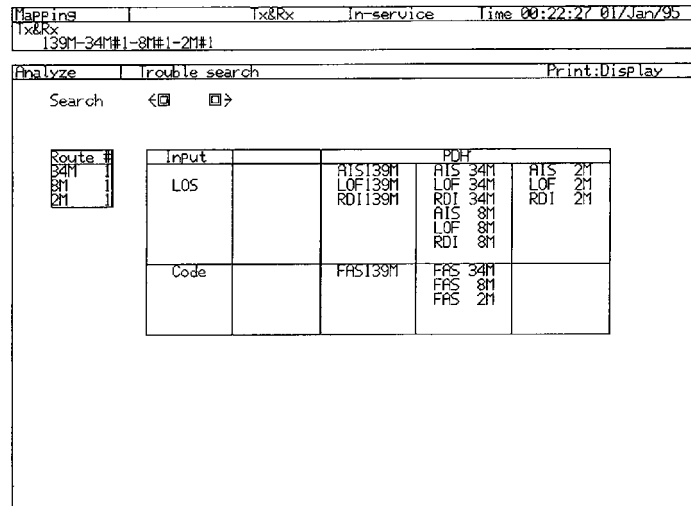 Mapping Tx&Rx In-service Time 00:22:27 01/Jan/95
Tx&Rx
139M-34M#1-8M#1-2M#1
Analyze Trouble search Print:Display
Search
Route # Input PDH
34M 1 LOS AIS139M AIS 34M AIS 2M
8M 1 LOF139M LOF 34M LOF 2M
2M 1 RDI139M RDI 34M RDI 2M
AIS 8M
LOF 8M
RDI 8M
Code FAS139M FAS 34M
FAS 8M
FAS 2M